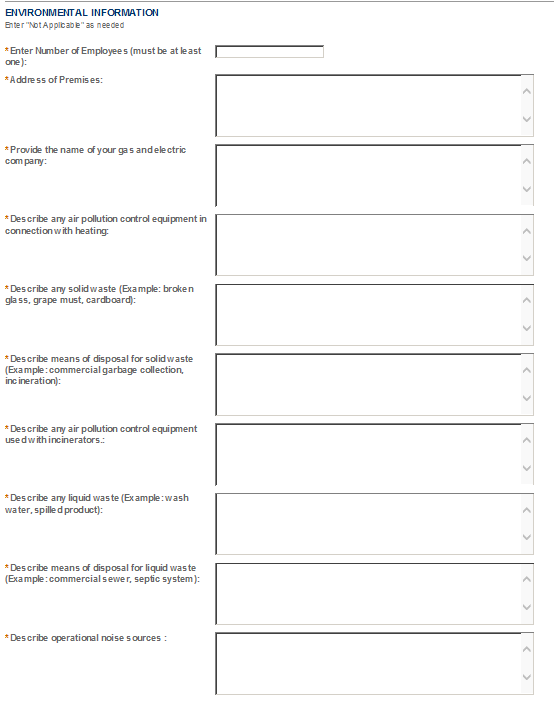 ENVIRONMENTAL INFORMATION
Enter "Not Applicable" as needed
*Enter Number of Employees (must be at least
one):
*Address of Premises:
*Provide the name of your gas and electric
company:
*Describe any air pollution control equipment in
connection with heating:
*Describe any solid waste (Example: broken
glass, grape must, cardboard):
*Describe means of disposal for solid waste
(Example: commercial garbage collection,
incineration):
*Describe any air pollution control equipment
used with incinerators.:
*Describe any liquid waste (Example: wash
water, spilled product):
*Describe means of disposal for liquid waste
(Example: commercial sewer, septic system):
*Describe operational noise sources :